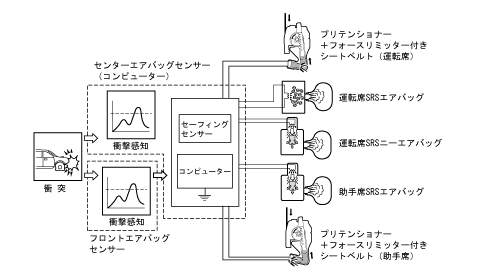 プリテンショナー
＋フォースリミッター付き
シートベルト（運転席）
センターエアバッグセンサー
（コンピューター）
運転席SRSエアバッグ
衝撃感知
セーフィング
センサー
運転席SRSニーエアバッグ
コンピューター
衝 突
助手席SRSエアバッグ
衝撃感知
フロントエアバッグ
センサー
プリテンショナー
＋フォースリミッター付き
シートベルト（助手席）